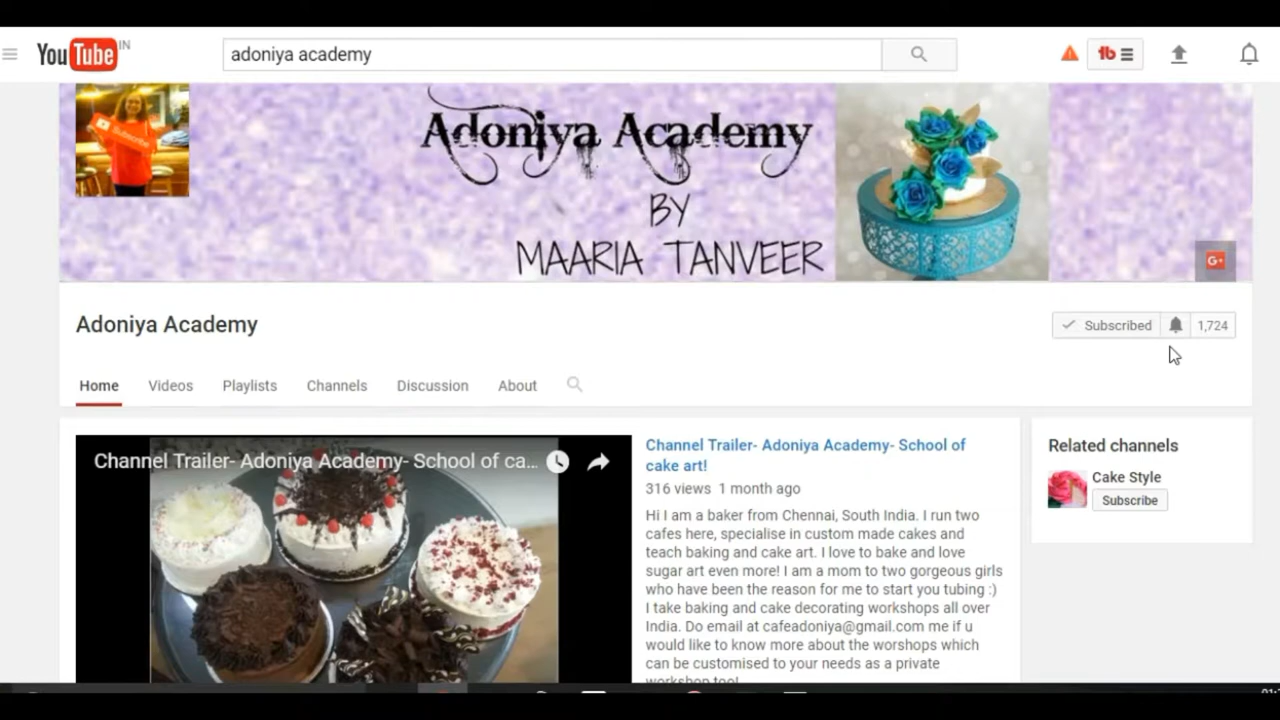 YouTube IN
adoniya academy
Subscribe
Adoniya Academy
BY
MAARIA TANVEER
G+
Adoniya Academy
Subscribed 1,724
Home Videos Playlists Channels Discussion About
Channel Trailer- Adoniya Academy- School of ca...
Channel Trailer- Adoniya Academy- School of
cake art!
316 views 1 month ago
Hi I am a baker from Chennai, South India. I run two
cafes here, specialise in custom made cakes and
teach baking and cake art. I love to bake and love
sugar art even more! I am a mom to two gorgeous girls
who have been the reason for me to start you tubing :)
I take baking and cake decorating workshops all over
India. Do email at cafeadoniya@gmail.com me if u
would like to know more about the worshops which
can be customised to your needs as a private
workshop too!
Related channels
Cake Style
Subscribe